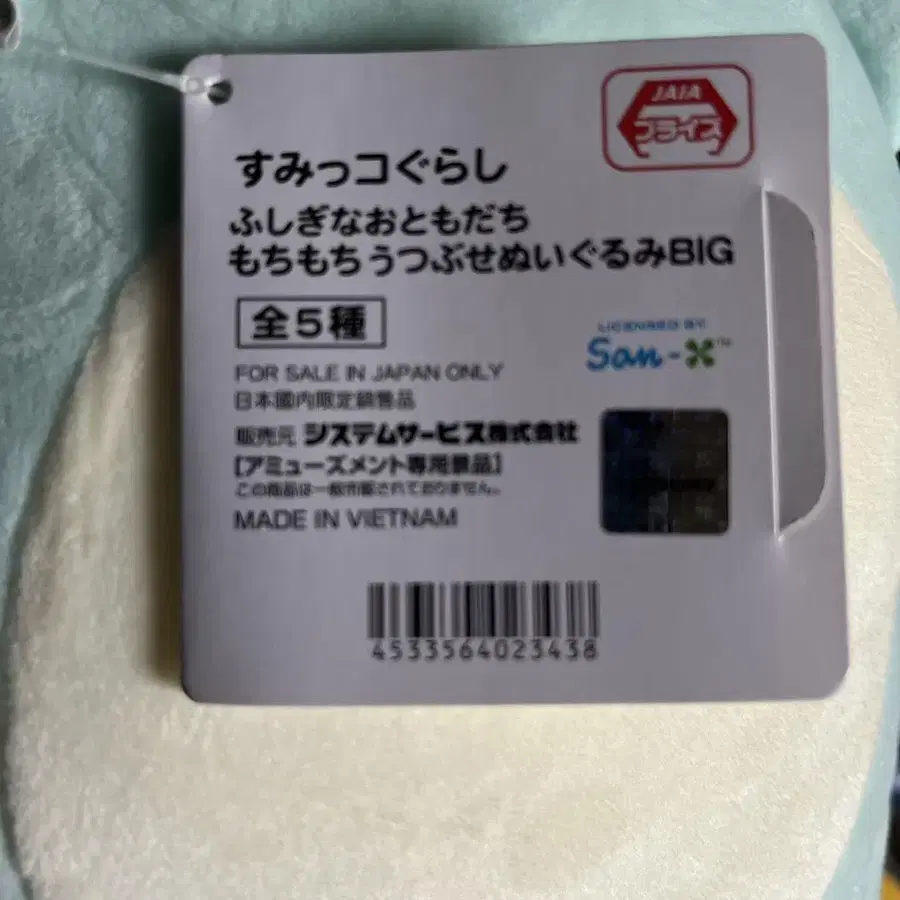 JAIA
プライズ
すみっコぐらし
ふしぎなおともだち
もちもちうつぶせぬいぐるみBIG
全5種
LICENSED BY
San-X™
FOR SALE IN JAPAN ONLY
日本國内限定銷售品
販売元 システムサービス株式会社
[アミューズメント専用景品]
この商品は一般市販されておりません。
MADE IN VIETNAM
4533564023438